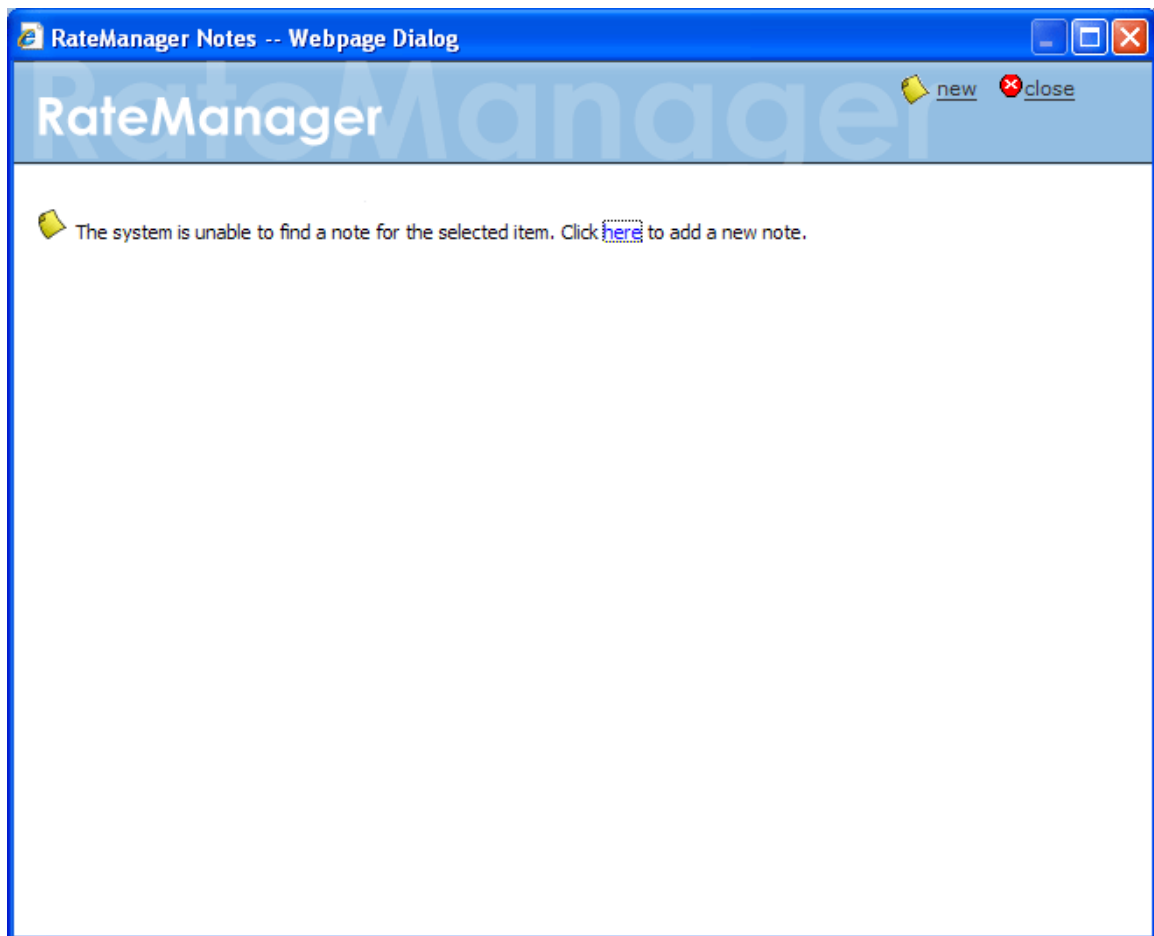 RateManager Notes -- Webpage Dialog
RateManager
RateManager
new close
The system is unable to find a note for the selected item. Click here to add a new note.